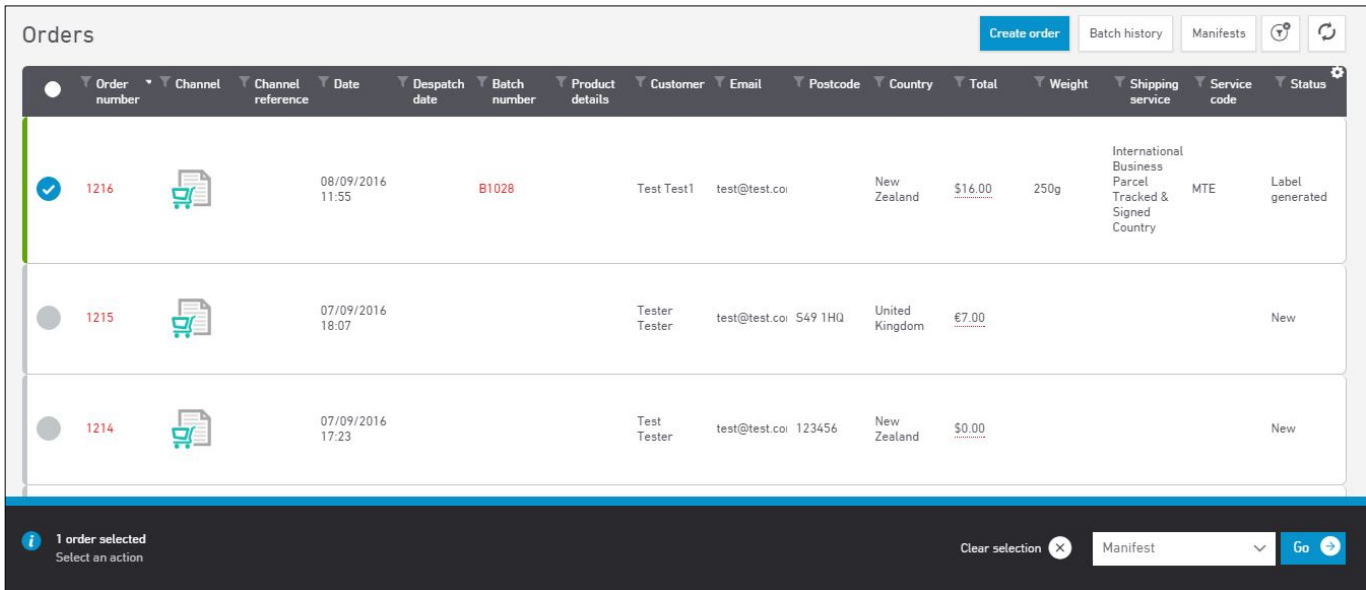 Orders
Create order
Batch history
Manifests
Order number
Channel
Channel reference
Date
Despatch date
Batch number
Product details
Customer
Email
Postcode
Country
Total
Weight
Shipping service
Service code
Status
1216
08/09/2016
11:55
B1028
Test Test1
test@test.co
New
Zealand
$16.00
250g
International
Business
Parcel
Tracked &
Signed
Country
MTE
Label
generated
1215
07/09/2016
18:07
Tester
Tester
test@test.co
S49 1HQ
United
Kingdom
€7.00
New
1214
07/09/2016
17:23
Test
Tester
test@test.co
123456
New
Zealand
$0.00
New
1 order selected
Select an action
Clear selection
Manifest
Go